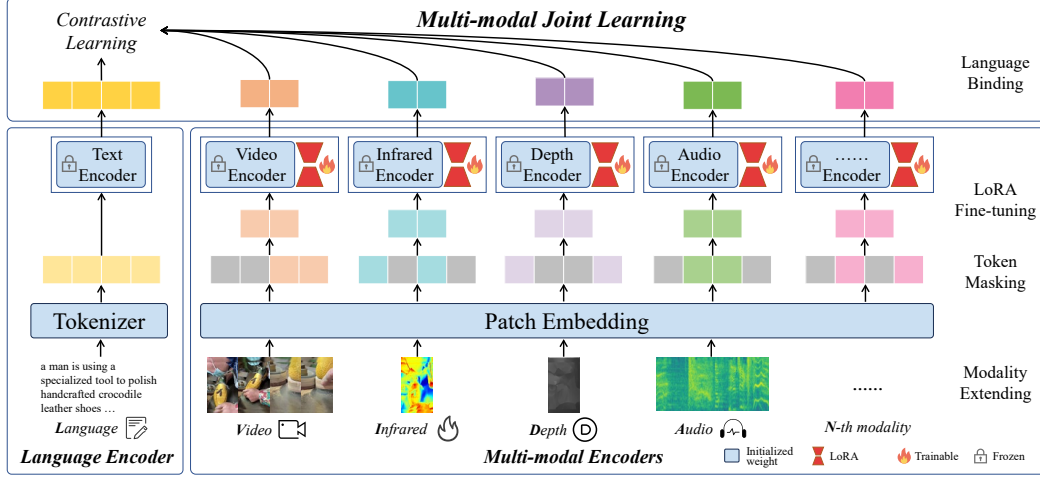 Multi-modal Joint Learning
Contrastive
Learning
Language
Binding
Text
Encoder
Video
Encoder
Infrared
Encoder
Depth
Encoder
Audio
Encoder
......
Encoder
LoRA
Fine-tuning
Token
Masking
Tokenizer
Patch Embedding
a man is using a
specialized tool to polish
handcrafted crocodile
leather shoes ...
Language
Language Encoder
Video
Infrared
Depth
D
Audio
......
N-th modality
Modality
Extending
Multi-modal Encoders
Initialized
weight
LoRA
Trainable
Frozen